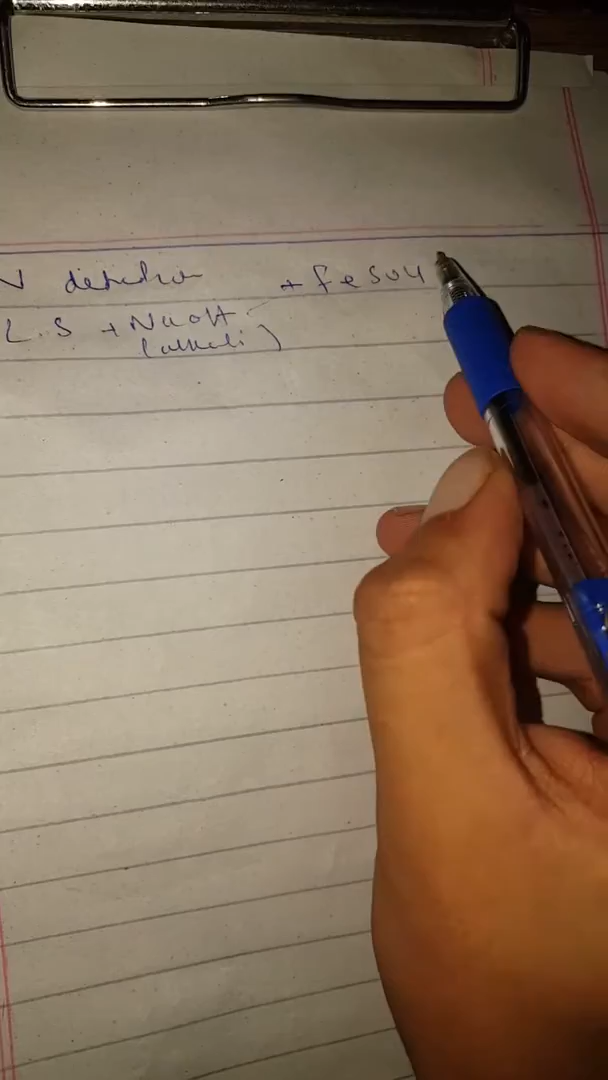 N detection + FeSO4
L.S + NaOH
(alkali)